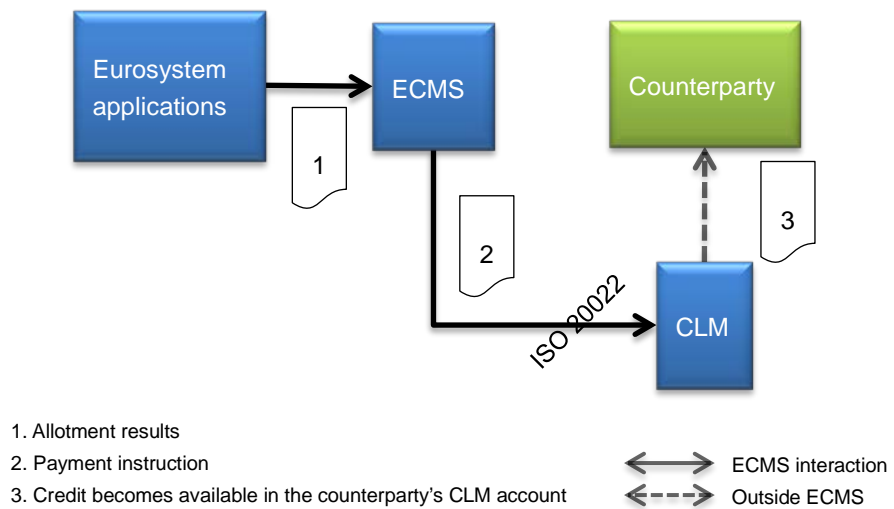 Eurosystem
applications
ECMS
Counterparty
1
2
3
ISO 20022
CLM
1. Allotment results
2. Payment instruction
3. Credit becomes available in the counterparty's CLM account
ECMS interaction
Outside ECMS